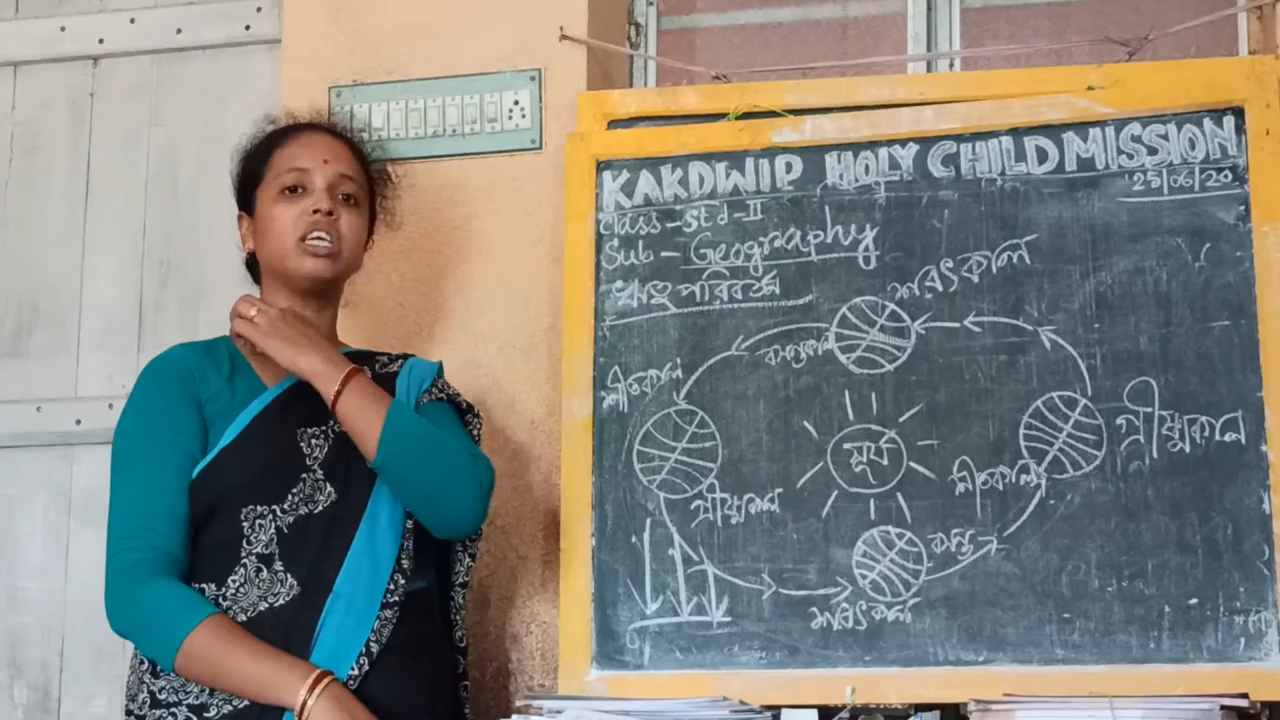 KAKDWIP HOLY CHILD MISSION
25/06/20
Class-std-II
Sub-Geography
ঋতু পরিবর্তন
শরৎকাল
বসন্তকাল
শীতকাল
গ্রীষ্মকাল
সূর্য
শীতকাল
গ্রীষ্মকাল
বসন্ত
শরৎকাল